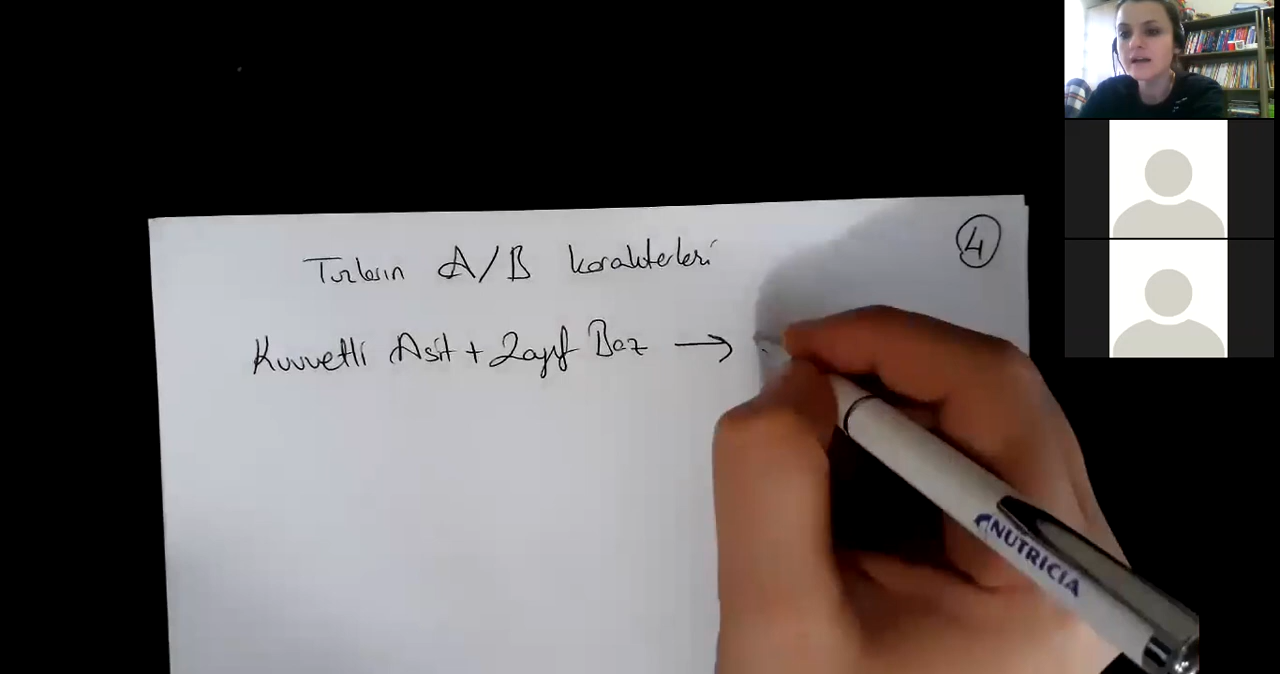 Tuzların A/B karakterleri
4
Kuvvetli Asit + Zayıf Baz →
NUTRICIA